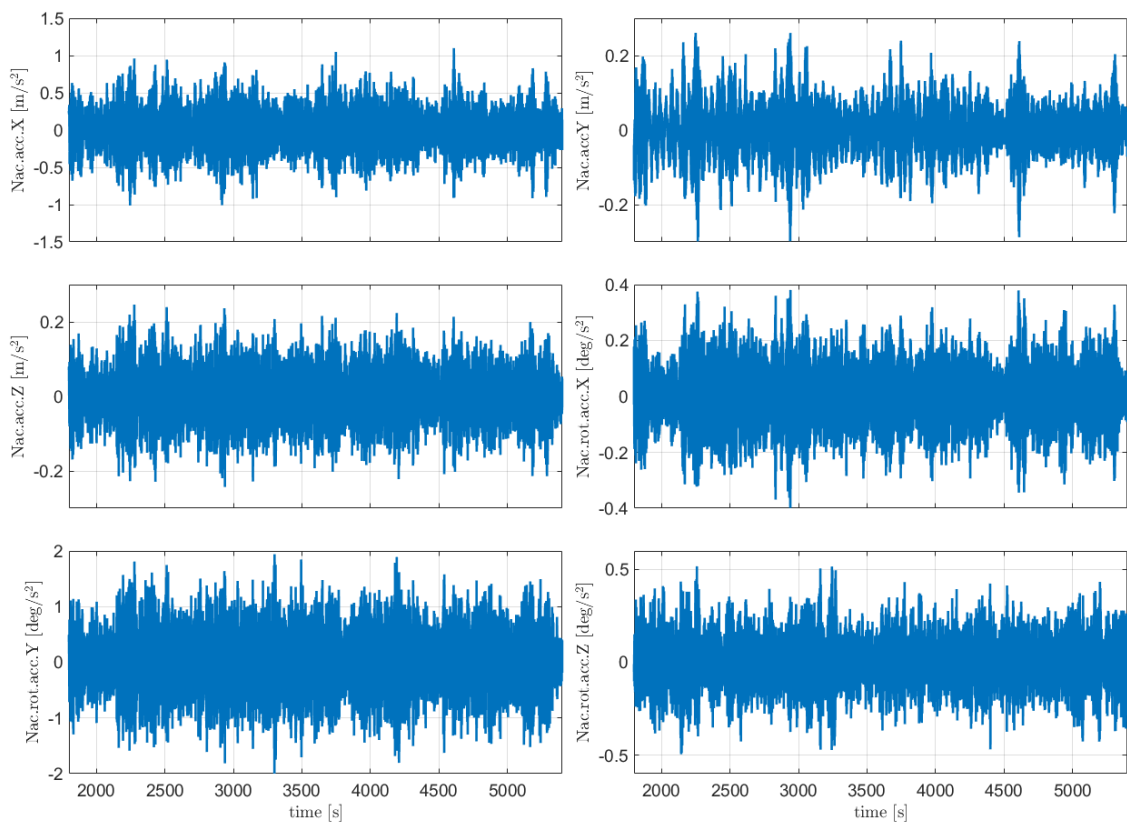 1.5
1
0.5
0
-0.5
-1
-1.5
Nac.acc.X [m/s²]
0.2
0
-0.2
Nac.accY [m/s²]
0.2
0
-0.2
Nac.acc.Z [m/s²]
0.4
0.2
0
-0.2
-0.4
Nac.rot.acc.X [deg/s²]
2
1
0
-1
-2
Nac.rot.acc.Y [deg/s²]
2000 2500 3000 3500 4000 4500 5000
time [s]
0.5
0
-0.5
Nac.rot.acc.Z [deg/s²]
2000 2500 3000 3500 4000 4500 5000
time [s]